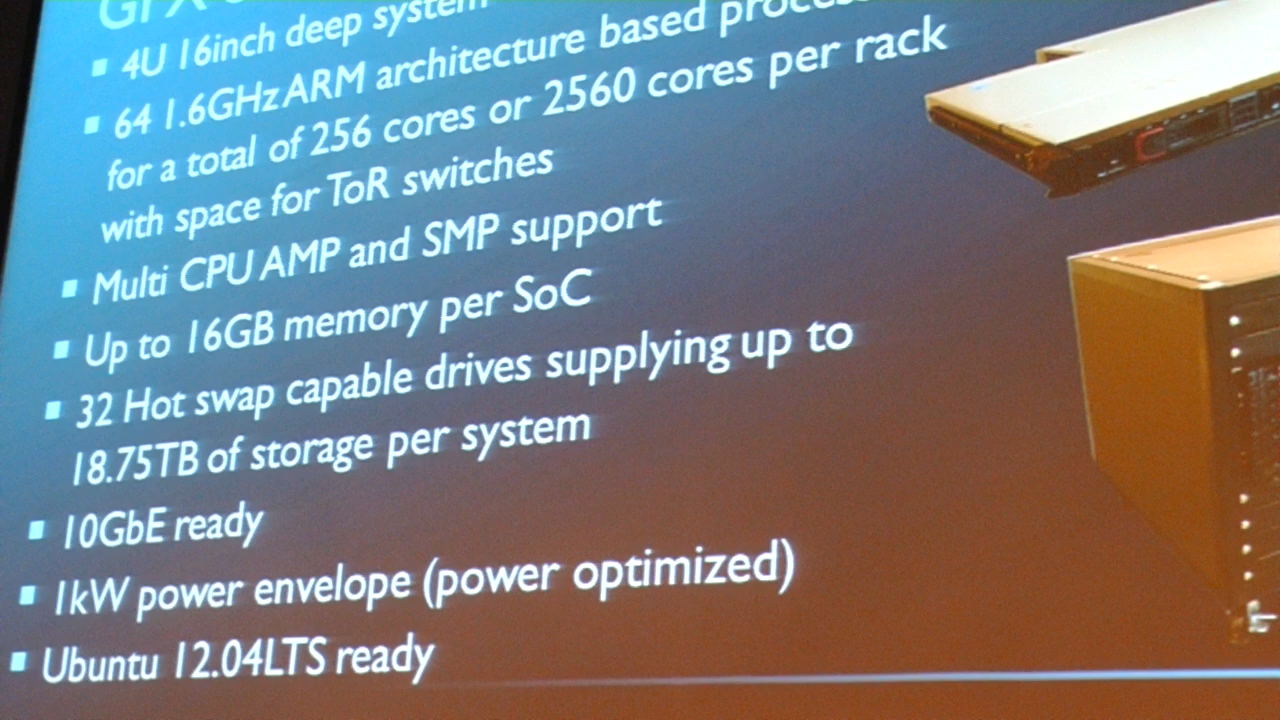 4U 16inch deep system
64 1.6GHz ARM architecture based
for a total of 256 cores or 2560 cores per rack
with space for ToR switches
Multi CPU AMP and SMP support
Up to 16GB memory per SoC
32 Hot swap capable drives supplying up to
18.75TB of storage per system
10GbE ready
1kW power envelope (power optimized)
Ubuntu 12.04LTS ready